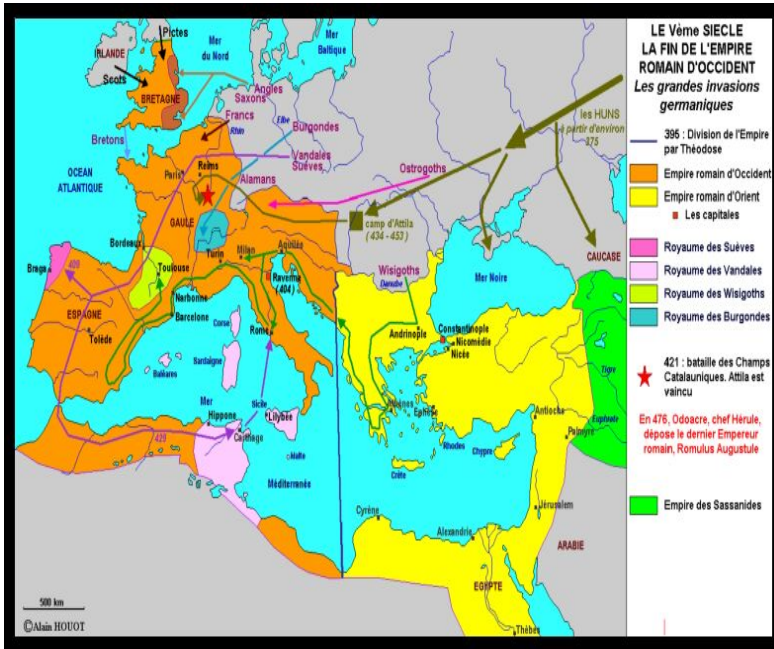 LE Vème SIECLE
LA FIN DE L'EMPIRE
ROMAIN D'OCCIDENT
Les grandes invasions
germaniques
395 : Division de l'Empire
par Thèodose
Empire romain d'Occident
Empire romain d'Orient
Les capitales
Royaume des Suèves
Royaume des Vandales
Royaume des Wisigoths
Royaume des Burgondes
421 : bataille des Champs
Catalauniques. Attila est
vaincu
En 476, Odoacre, chef Hérule,
dépose le dernier Empereur
romain, Romulus Augustule
Empire des Sassanides
Pictes
IRLANDE
Scots
BRETAGNE
Mer
du Nord
Mer
Baltique
Angles
Saxons
Francs
Rhin
Elbe
Burgondes
Bretons
Vandales
Suèves
Alamans
Ostrogoths
les HUNS
à partir d'environ
375
OCEAN
ATLANTIQUE
Paris
Reims
GAULE
camp d'Attila
(434 - 453)
Bordeaux
Turin
Milan
Aquilée
Ravenne
(404)
Wisigoths
Danube
Mer Noire
CAUCASE
Braga
409
Toulouse
Narbonne
Barcelone
ESPAGNE
Tolède
Corse
Rome
Sardaigne
Baléares
Andrinople
Constantinople
Nicomédie
Nicée
Tigre
Euphrate
Mer
Sicile
Lilybée
Hippone
Carthage
429
Malte
Méditerranée
Athènes
Ephèse
Rhodes
Chypre
Crète
Antioche
Palmyre
Cyrène
Alexandrie
Jérusalem
ARABIE
EGYPTE
Thèbes
500 km
©Alain HOUOT